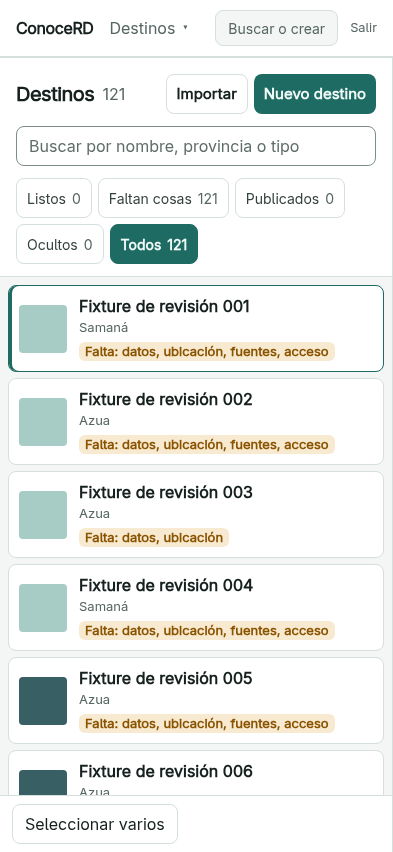 ConoceRD Destinos ▾ Buscar o crear Salir
Destinos 121 Importar Nuevo destino
Buscar por nombre, provincia o tipo
Listos 0 Faltan cosas 121 Publicados 0
Ocultos 0 Todos 121
Fixture de revisión 001
Samaná
Falta: datos, ubicación, fuentes, acceso
Fixture de revisión 002
Azua
Falta: datos, ubicación, fuentes, acceso
Fixture de revisión 003
Azua
Falta: datos, ubicación
Fixture de revisión 004
Samaná
Falta: datos, ubicación, fuentes, acceso
Fixture de revisión 005
Azua
Falta: datos, ubicación, fuentes, acceso
Fixture de revisión 006
Azua
Seleccionar varios